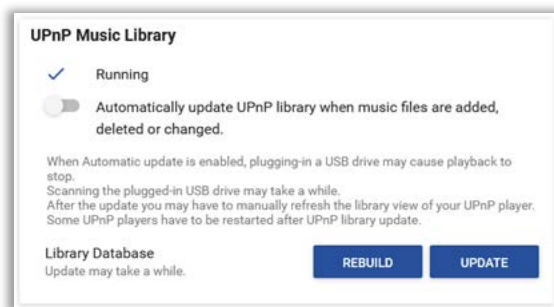 UPnP Music Library
Running
Automatically update UPnP library when music files are added,
deleted or changed.
When Automatic update is enabled, plugging-in a USB drive may cause playback to
stop.
Scanning the plugged-in USB drive may take a while.
After the update you may have to manually refresh the library view of your UPnP player.
Some UPnP players have to be restarted after UPnP library update.
Library Database
Update may take a while.
REBUILD
UPDATE